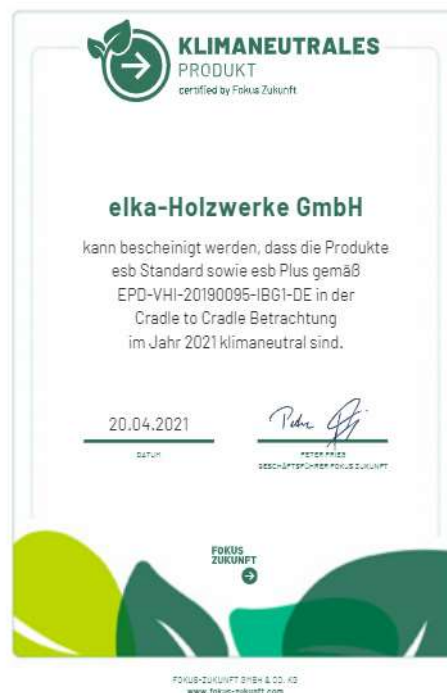 KLIMANEUTRALES
PRODUKT
certified by Fokus Zukunft
elka-Holzwerke GmbH
kann bescheinigt werden, dass die Produkte
esb Standard sowie esb Plus gemäß
EPD-VHI-20190095-IBG1-DE in der
Cradle to Cradle Betrachtung
im Jahr 2021 klimaneutral sind.
20.04.2021
DATUM
PETER FRIESS
GESCHÄFTSFÜHRER FOKUS ZUKUNFT
FOKUS
ZUKUNFT
FOKUS-ZUKUNFT GMBH & CO. KG
www.fokus-zukunft.com